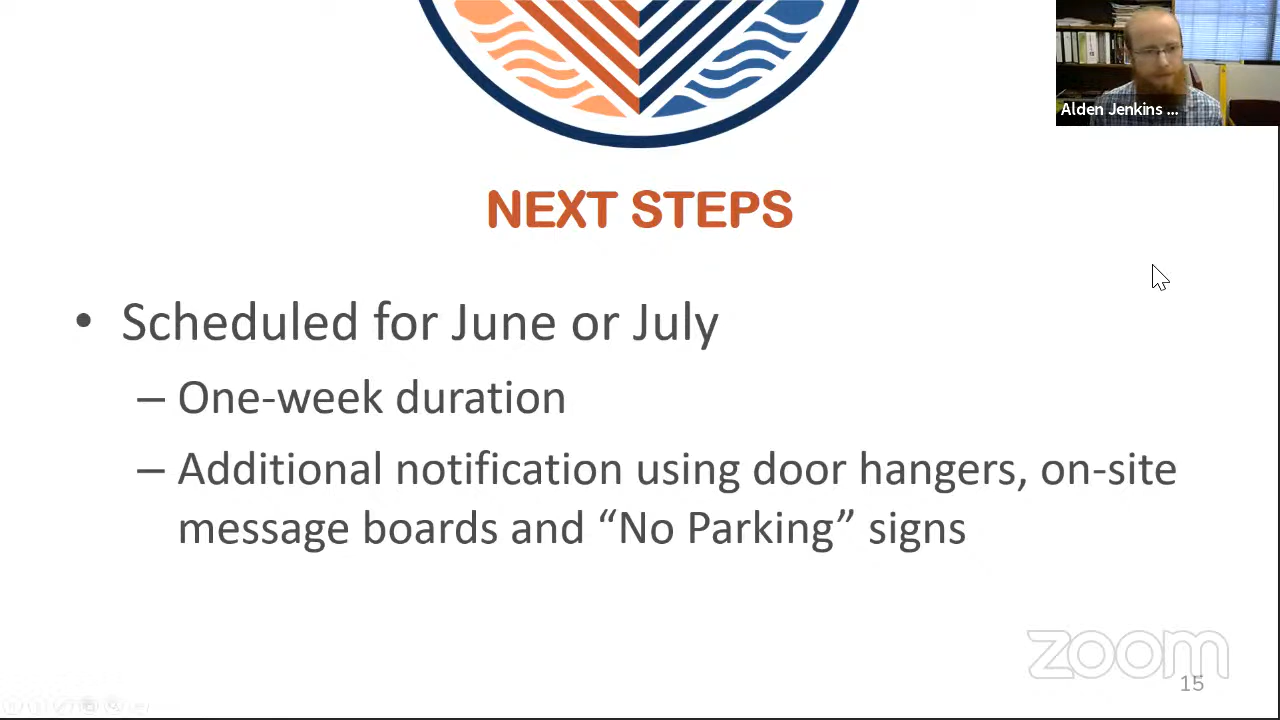 Alden Jenkins ...
NEXT STEPS
• Scheduled for June or July
– One-week duration
– Additional notification using door hangers, on-site
message boards and “No Parking” signs
zoom
15